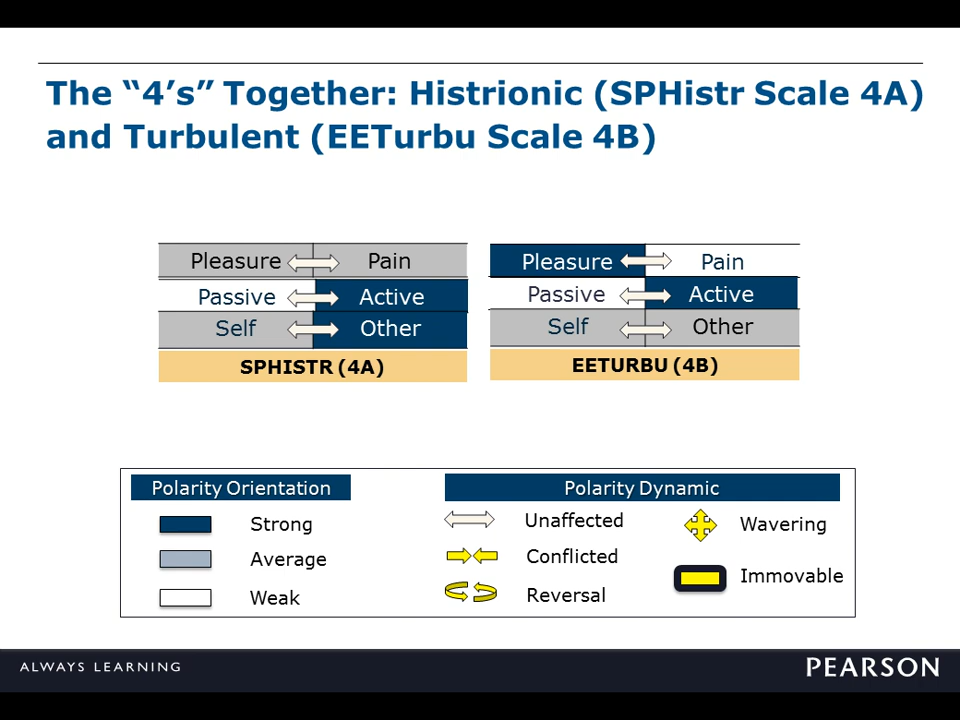 The “4’s” Together: Histrionic (SPHistr Scale 4A)
and Turbulent (EETurbu Scale 4B)
Pleasure Pain
Passive Active
Self Other
SPHISTR (4A)
Pleasure Pain
Passive Active
Self Other
EETURBU (4B)
Polarity Orientation
Strong
Average
Weak
Polarity Dynamic
Unaffected
Conflicted
Reversal
Wavering
Immovable
ALWAYS LEARNING
PEARSON